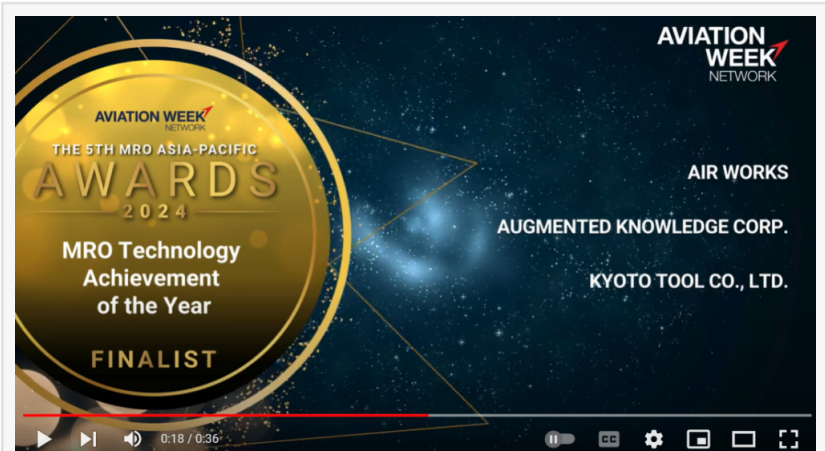 AVIATION WEEK
NETWORK
THE 5TH MRO ASIA-PACIFIC
AWARDS
2024
MRO Technology
Achievement
of the Year
FINALIST
AVIATION
WEEK
NETWORK
AIR WORKS
AUGMENTED KNOWLEDGE CORP.
KYOTO TOOL CO., LTD.
0:18 / 0:36
CC